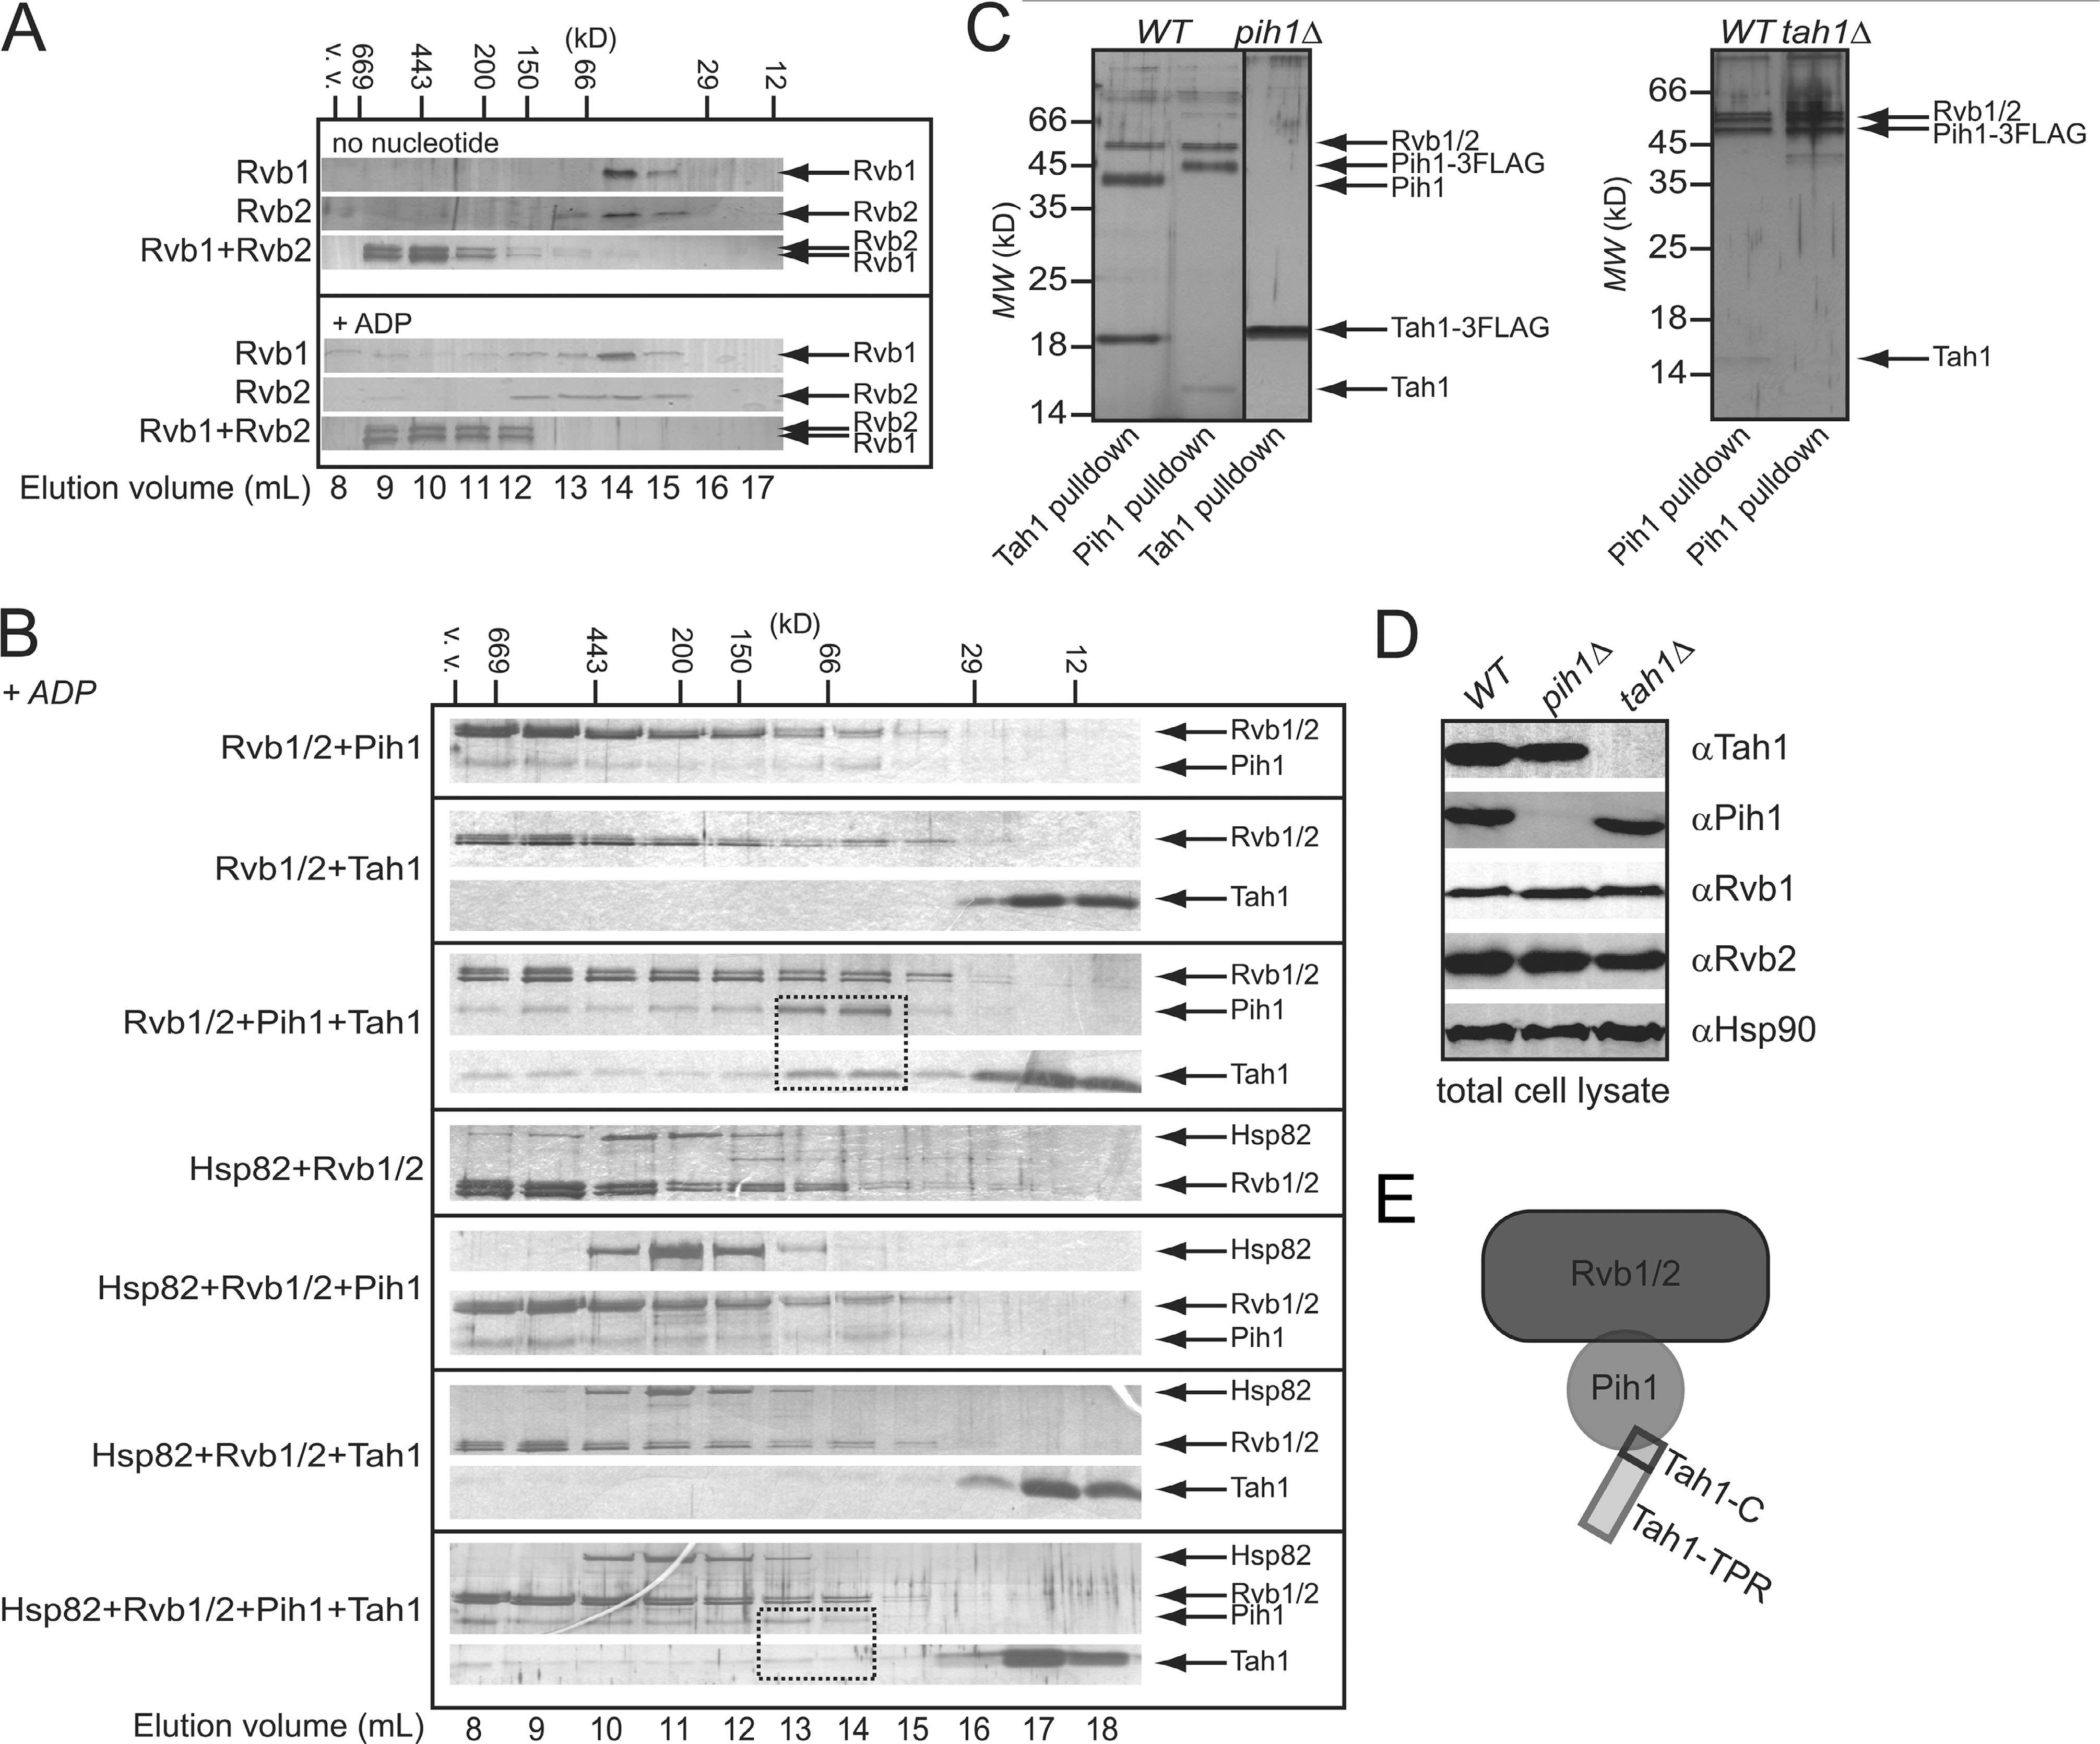 A
(kD)
v. v. 669 443 200 150 66 29 12
no nucleotide
Rvb1 Rvb1
Rvb2 Rvb2
Rvb1+Rvb2 Rvb2
Rvb1
+ ADP
Rvb1 Rvb1
Rvb2 Rvb2
Rvb1+Rvb2 Rvb2
Rvb1
Elution volume (mL) 8 9 10 11 12 13 14 15 16 17
C
WT pih1Δ
MW (kD)
66
45
35
25
18
14
Rvb1/2
Pih1-3FLAG
Pih1
Tah1-3FLAG
Tah1
Tah1 pulldown
Pih1 pulldown
Tah1 pulldown
WT tah1Δ
MW (kD)
66
45
35
25
18
14
Rvb1/2
Pih1-3FLAG
Tah1
Pih1 pulldown
Pih1 pulldown
B
+ ADP
(kD)
v. v. 669 443 200 150 66 29 12
Rvb1/2+Pih1
Rvb1/2
Pih1
Rvb1/2+Tah1
Rvb1/2
Tah1
Rvb1/2+Pih1+Tah1
Rvb1/2
Pih1
Tah1
Hsp82+Rvb1/2
Hsp82
Rvb1/2
Hsp82+Rvb1/2+Pih1
Hsp82
Rvb1/2
Pih1
Hsp82+Rvb1/2+Tah1
Hsp82
Rvb1/2
Tah1
Hsp82+Rvb1/2+Pih1+Tah1
Hsp82
Rvb1/2
Pih1
Tah1
Elution volume (mL) 8 9 10 11 12 13 14 15 16 17 18
D
WT pih1Δ tah1Δ
αTah1
αPih1
αRvb1
αRvb2
αHsp90
total cell lysate
E
Rvb1/2
Pih1
Tah1-C
Tah1-TPR